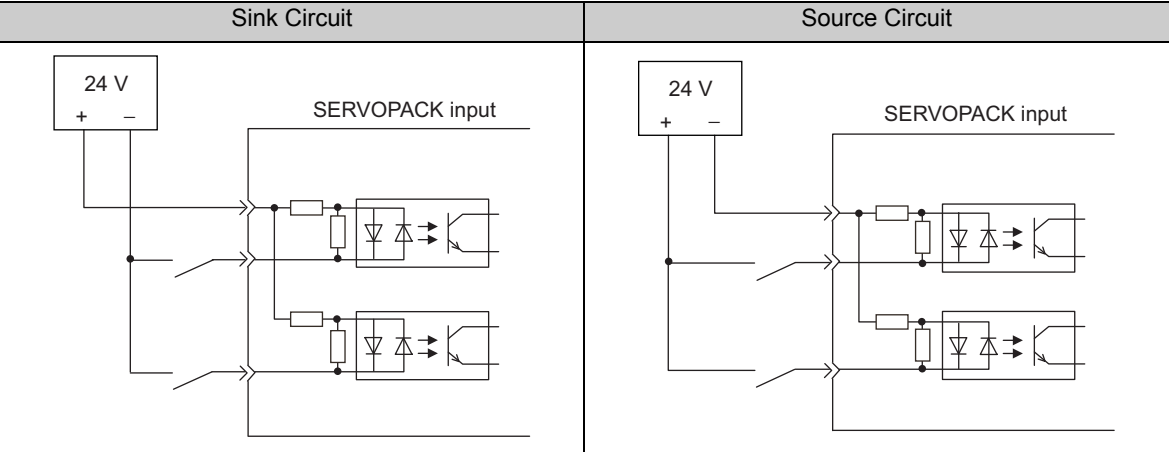 Sink Circuit
Source Circuit
24 V
+ –
SERVOPACK input
24 V
+ –
SERVOPACK input